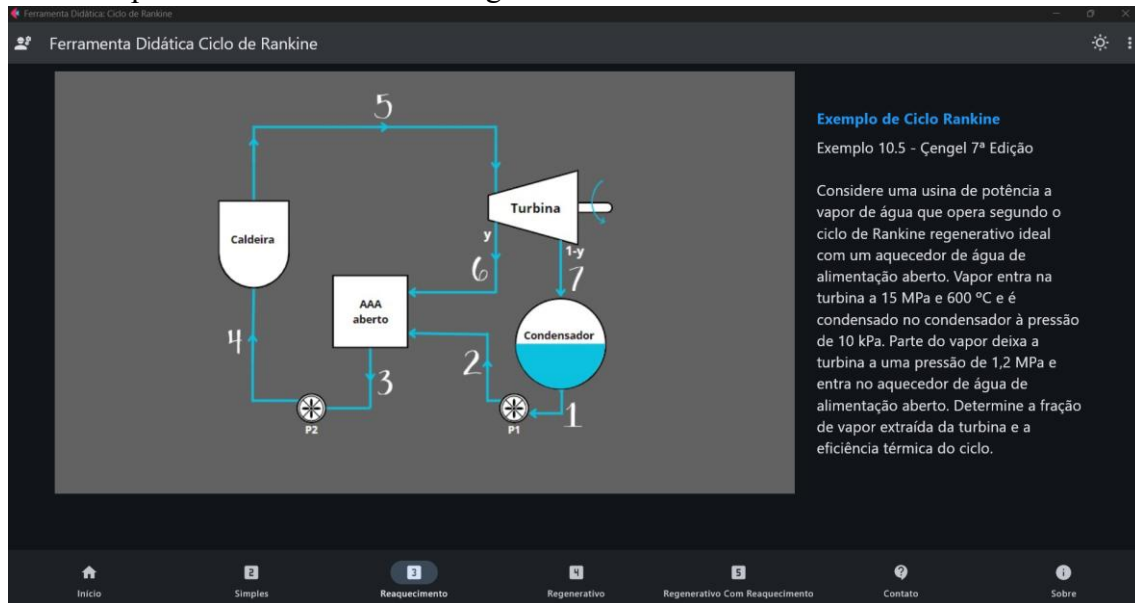 Ferramenta Didática: Ciclo de Rankine
Ferramenta Didática Ciclo de Rankine
5
Turbina
Caldeira
y
1-y
6
7
AAA
aberto
Condensador
4
2
3
1
P2
P1
Exemplo de Ciclo Rankine
Exemplo 10.5 - Çengel 7ª Edição
Considere uma usina de potência a
vapor de água que opera segundo o
ciclo de Rankine regenerativo ideal
com um aquecedor de água de
alimentação aberto. Vapor entra na
turbina a 15 MPa e 600 ºC e é
condensado no condensador à pressão
de 10 kPa. Parte do vapor deixa a
turbina a uma pressão de 1,2 MPa e
entra no aquecedor de água de
alimentação aberto. Determine a fração
de vapor extraída da turbina e a
eficiência térmica do ciclo.
2
3
4
5
Início
Simples
Reaquecimento
Regenerativo
Regenerativo Com Reaquecimento
Contato
Sobre